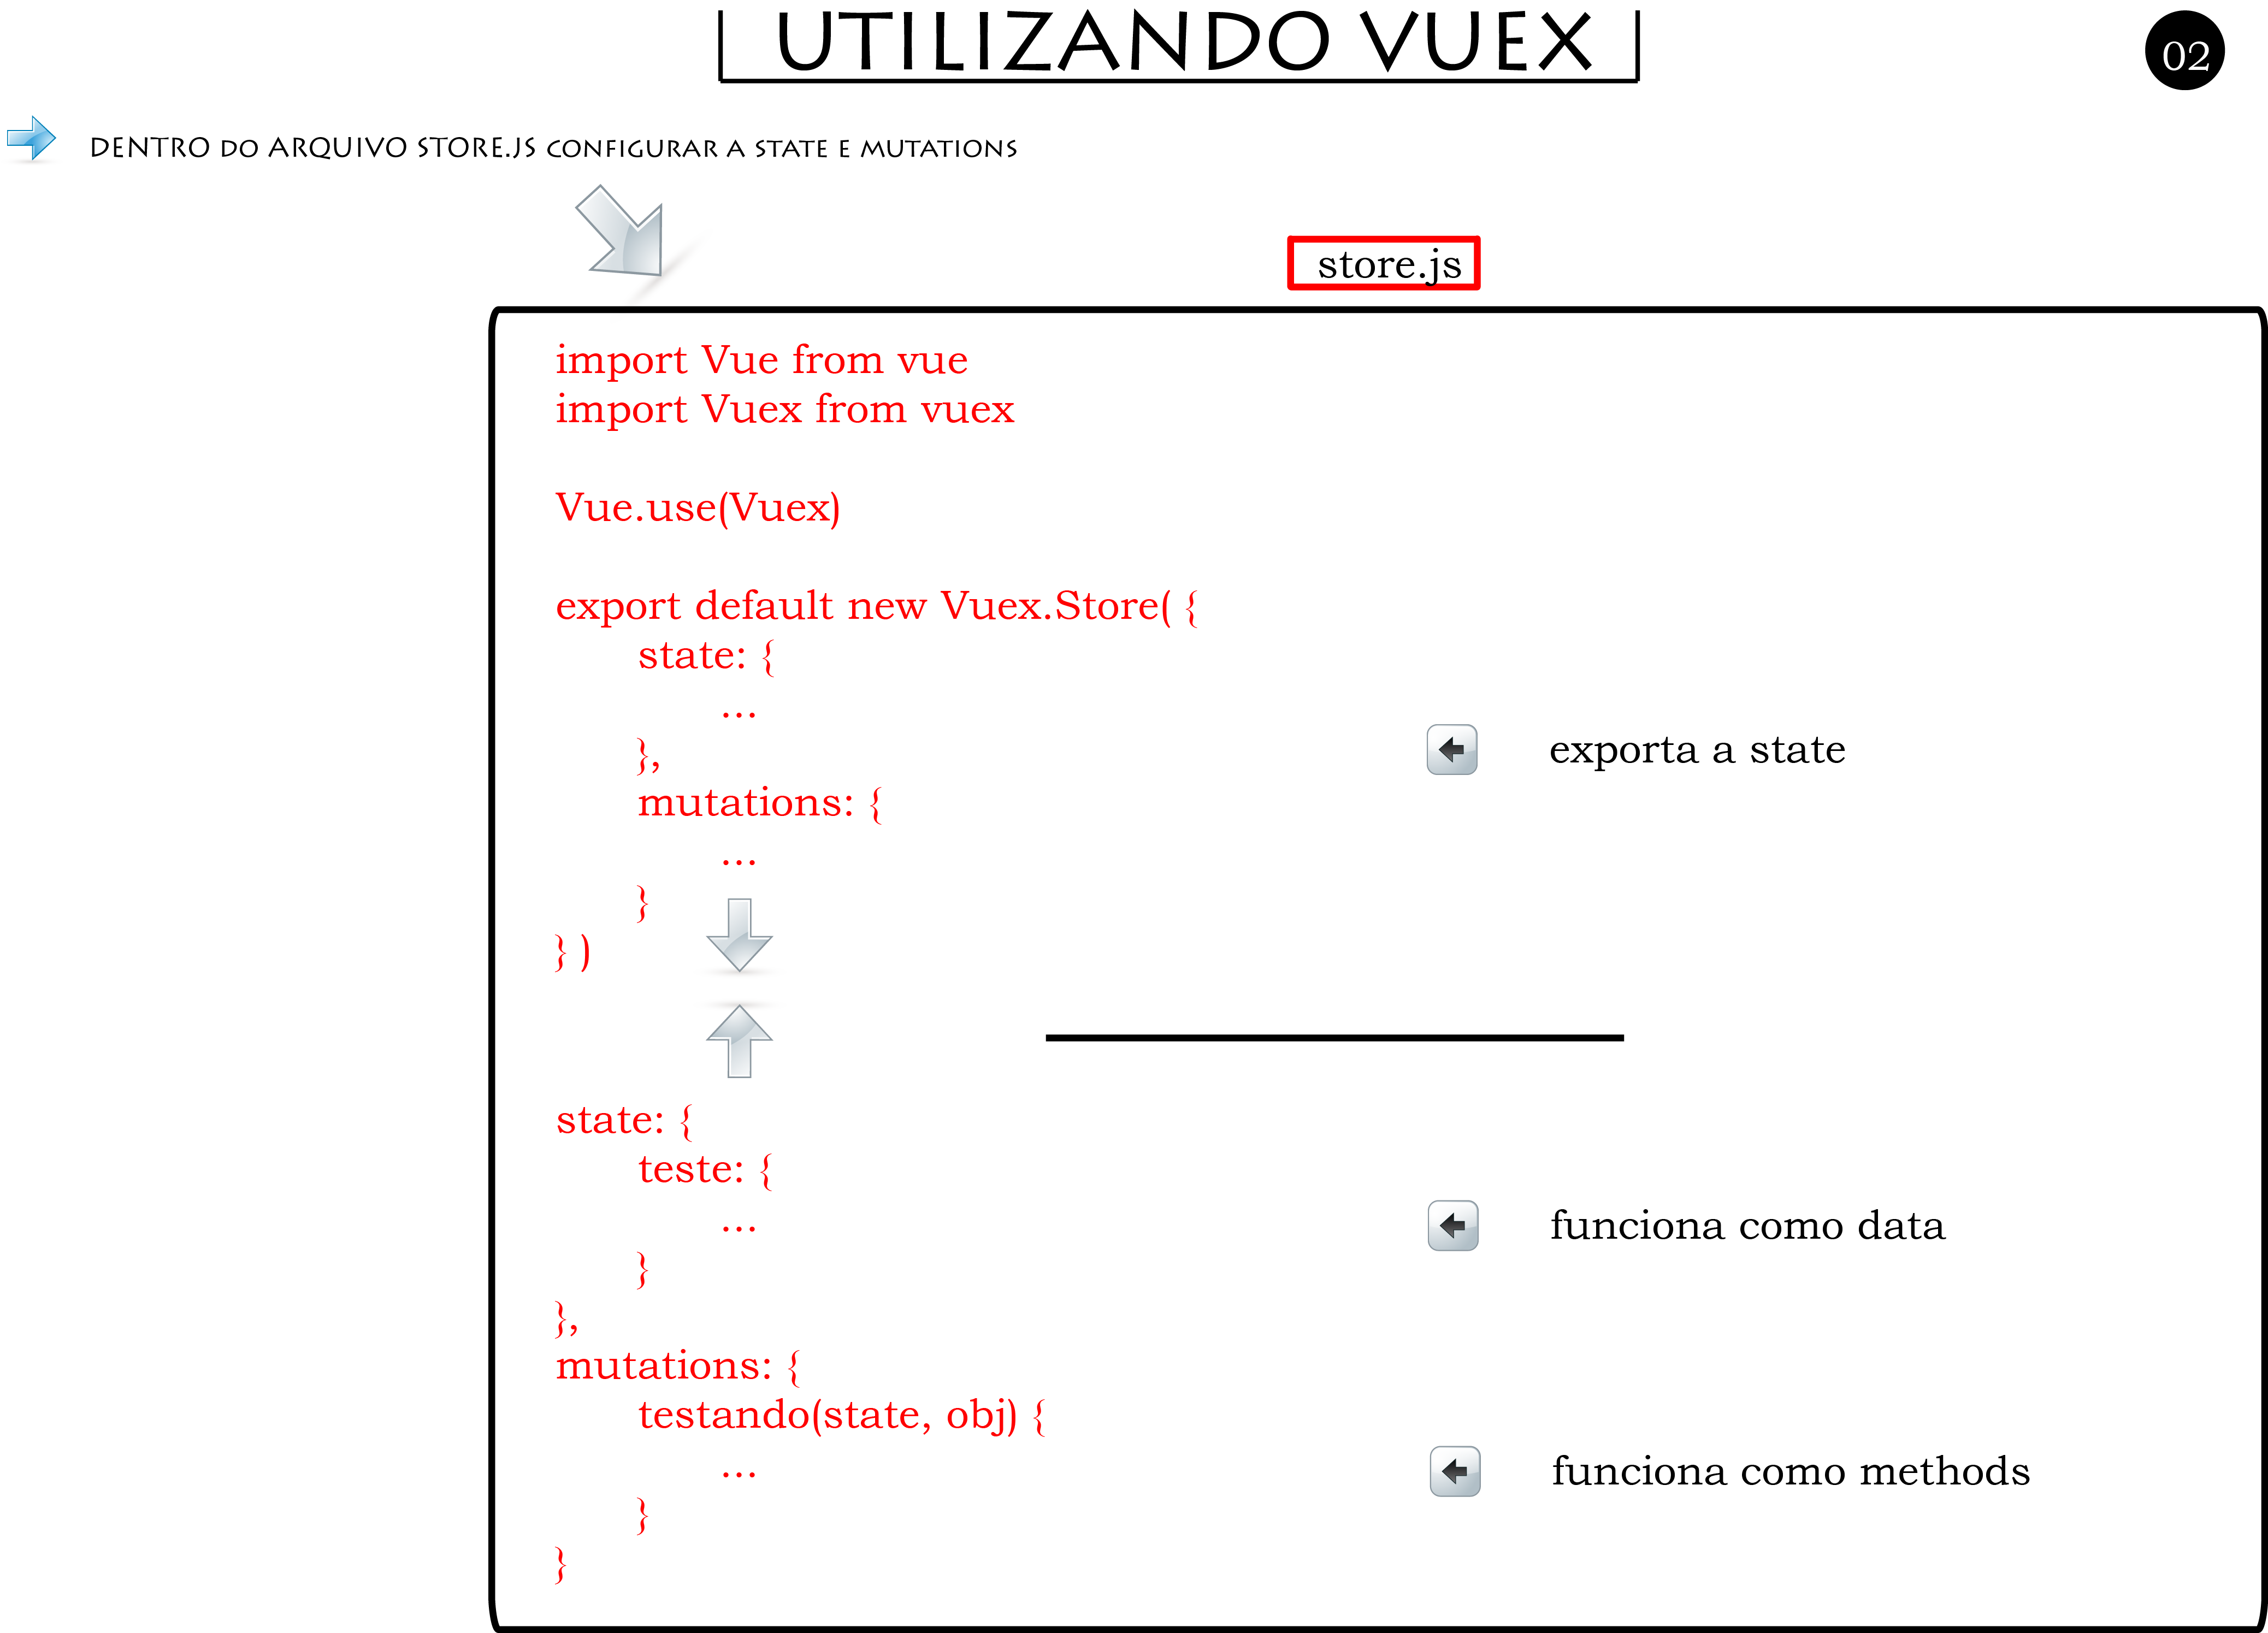 UTILIZANDO VUEX
02
DENTRO DO ARQUIVO STORE.JS CONFIGURAR A STATE E MUTATIONS
store.js
import Vue from vue
import Vuex from vuex
Vue.use(Vuex)
export default new Vuex.Store( {
state: {
...
},
exporta a state
mutations: {
...
}
} )
state: {
teste: {
...
funciona como data
}
},
mutations: {
testando(state, obj) {
...
funciona como methods
}
}